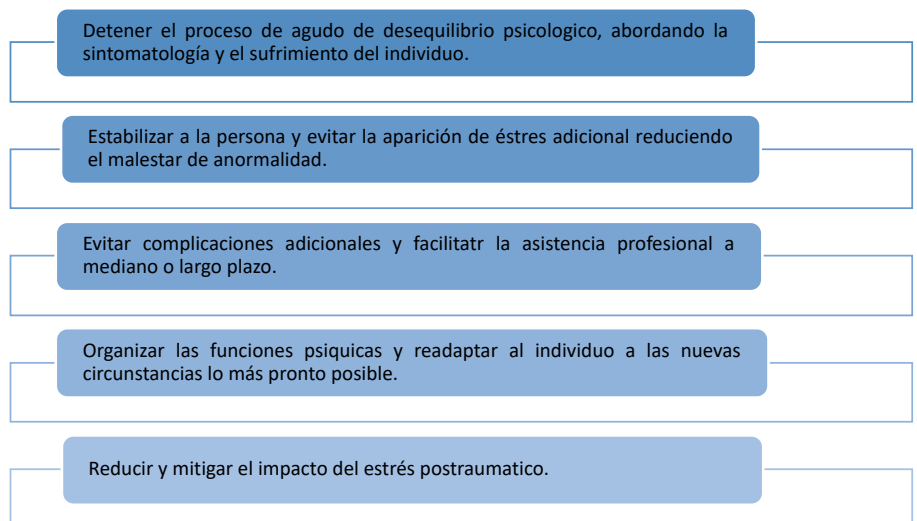 Detener el proceso de agudo de desequilibrio psicologico, abordando la
sintomatología y el sufrimiento del individuo.
Estabilizar a la persona y evitar la aparición de éstres adicional reduciendo
el malestar de anormalidad.
Evitar complicaciones adicionales y facilitatr la asistencia profesional a
mediano o largo plazo.
Organizar las funciones psiquicas y readaptar al individuo a las nuevas
circunstancias lo más pronto posible.
Reducir y mitigar el impacto del estrés postraumatico.